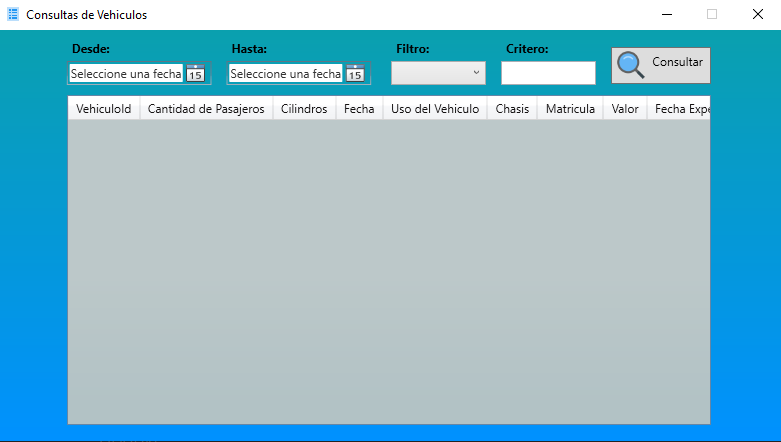 Consultas de Vehiculos
Desde: Hasta: Filtro: Critero:
Seleccione una fecha 15 Seleccione una fecha 15 Consultar
VehiculoId Cantidad de Pasajeros Cilindros Fecha Uso del Vehiculo Chasis Matricula Valor Fecha Expe